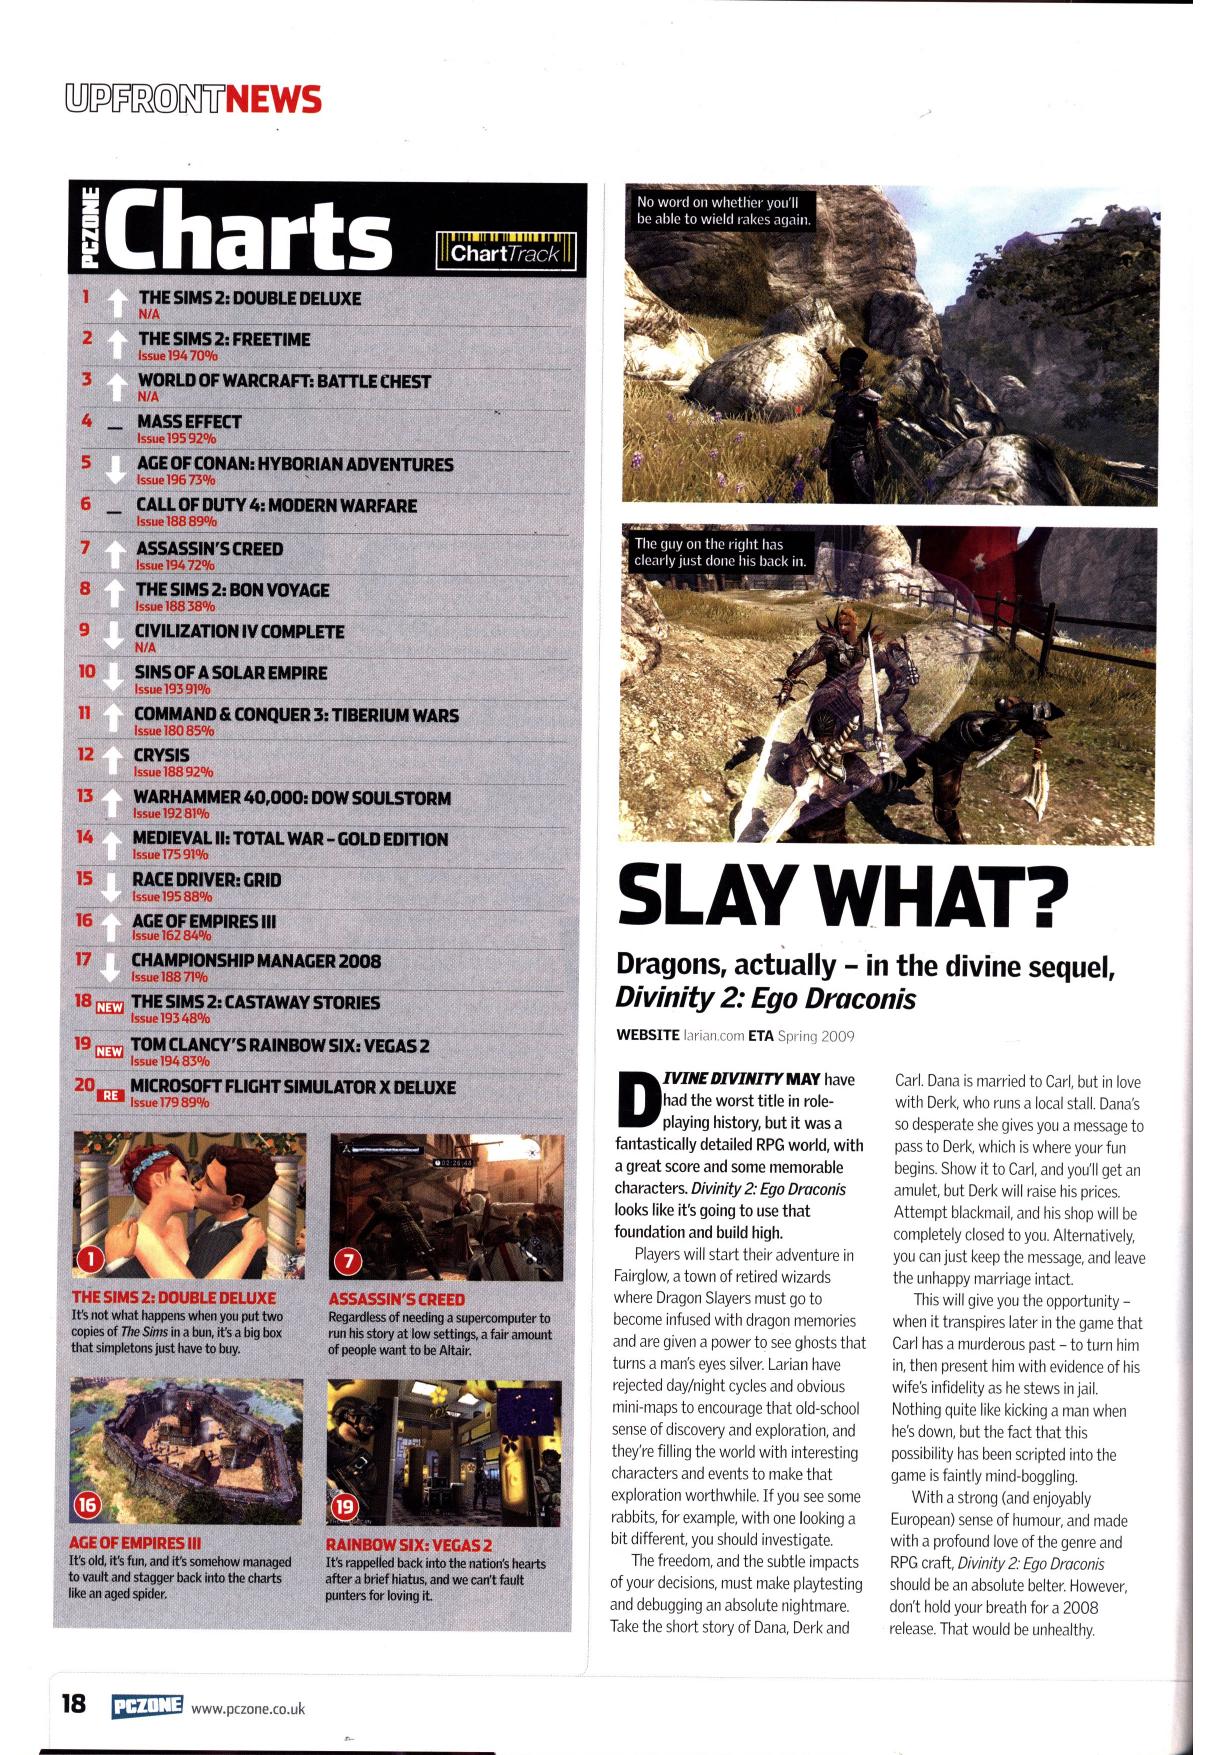 UPFRONTNEWS
PCZONE
Charts
ChartTrack
1 THE SIMS 2: DOUBLE DELUXE
N/A
2 THE SIMS 2: FREETIME
Issue 194 70%
3 WORLD OF WARCRAFT: BATTLE CHEST
N/A
4 – MASS EFFECT
Issue 195 92%
5 AGE OF CONAN: HYBORIAN ADVENTURES
Issue 196 73%
6 – CALL OF DUTY 4: MODERN WARFARE
Issue 188 89%
7 ASSASSIN'S CREED
Issue 194 72%
8 THE SIMS 2: BON VOYAGE
Issue 188 38%
9 CIVILIZATION IV COMPLETE
N/A
10 SINS OF A SOLAR EMPIRE
Issue 193 91%
11 COMMAND & CONQUER 3: TIBERIUM WARS
Issue 180 85%
12 CRYSIS
Issue 188 92%
13 WARHAMMER 40,000: DOW SOULSTORM
Issue 192 81%
14 MEDIEVAL II: TOTAL WAR – GOLD EDITION
Issue 175 91%
15 RACE DRIVER: GRID
Issue 195 88%
16 AGE OF EMPIRES III
Issue 162 84%
17 CHAMPIONSHIP MANAGER 2008
Issue 188 71%
18 NEW THE SIMS 2: CASTAWAY STORIES
Issue 193 48%
19 NEW TOM CLANCY'S RAINBOW SIX: VEGAS 2
Issue 194 83%
20 RE MICROSOFT FLIGHT SIMULATOR X DELUXE
Issue 179 89%
1
THE SIMS 2: DOUBLE DELUXE
It's not what happens when you put two
copies of The Sims in a bun, it's a big box
that simpletons just have to buy.
7
ASSASSIN'S CREED
Regardless of needing a supercomputer to
run his story at low settings, a fair amount
of people want to be Altair.
16
AGE OF EMPIRES III
It's old, it's fun, and it's somehow managed
to vault and stagger back into the charts
like an aged spider.
19
RAINBOW SIX: VEGAS 2
It's rappelled back into the nation's hearts
after a brief hiatus, and we can't fault
punters for loving it.
No word on whether you'll
be able to wield rakes again.
The guy on the right has
clearly just done his back in.
SLAY WHAT?
Dragons, actually – in the divine sequel,
Divinity 2: Ego Draconis
WEBSITE larian.com ETA Spring 2009
DIVINE DIVINITY MAY have
had the worst title in role-
playing history, but it was a
fantastically detailed RPG world, with
a great score and some memorable
characters. Divinity 2: Ego Draconis
looks like it's going to use that
foundation and build high.
Players will start their adventure in
Fairglow, a town of retired wizards
where Dragon Slayers must go to
become infused with dragon memories
and are given a power to see ghosts that
turns a man's eyes silver. Larian have
rejected day/night cycles and obvious
mini-maps to encourage that old-school
sense of discovery and exploration, and
they're filling the world with interesting
characters and events to make that
exploration worthwhile. If you see some
rabbits, for example, with one looking a
bit different, you should investigate.
The freedom, and the subtle impacts
of your decisions, must make playtesting
and debugging an absolute nightmare.
Take the short story of Dana, Derk and
Carl. Dana is married to Carl, but in love
with Derk, who runs a local stall. Dana's
so desperate she gives you a message to
pass to Derk, which is where your fun
begins. Show it to Carl, and you'll get an
amulet, but Derk will raise his prices.
Attempt blackmail, and his shop will be
completely closed to you. Alternatively,
you can just keep the message, and leave
the unhappy marriage intact.
This will give you the opportunity –
when it transpires later in the game that
Carl has a murderous past – to turn him
in, then present him with evidence of his
wife's infidelity as he stews in jail.
Nothing quite like kicking a man when
he's down, but the fact that this
possibility has been scripted into the
game is faintly mind-boggling.
With a strong (and enjoyably
European) sense of humour, and made
with a profound love of the genre and
RPG craft, Divinity 2: Ego Draconis
should be an absolute belter. However,
don't hold your breath for a 2008
release. That would be unhealthy.
18 PCZONE www.pczone.co.uk